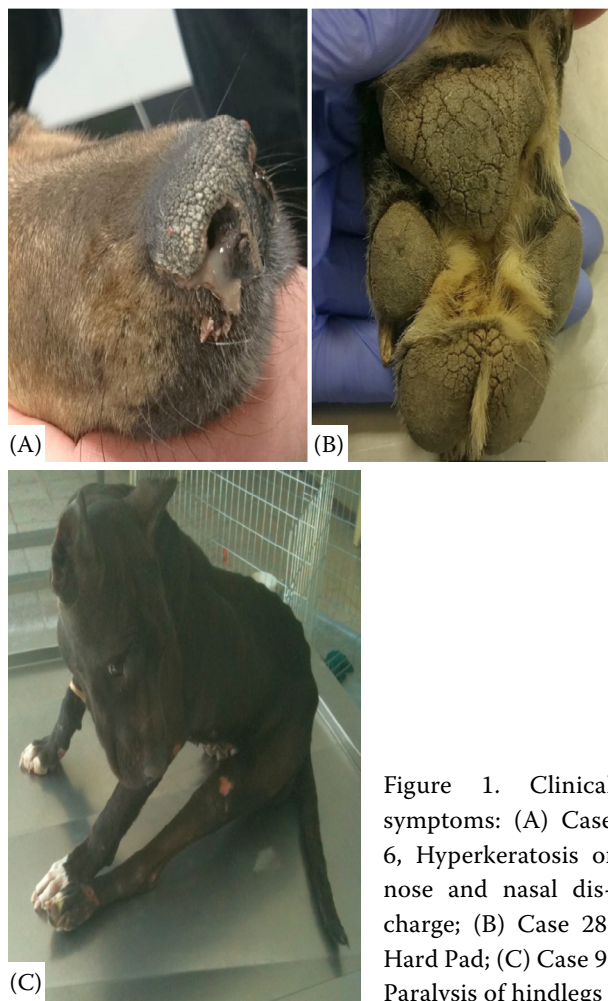 (A)
(B)
(C)
Figure 1. Clinical
symptoms: (A) Case
6, Hyperkeratosis of
nose and nasal dis-
charge; (B) Case 28
Hard Pad; (C) Case 9
Paralysis of hindlegs